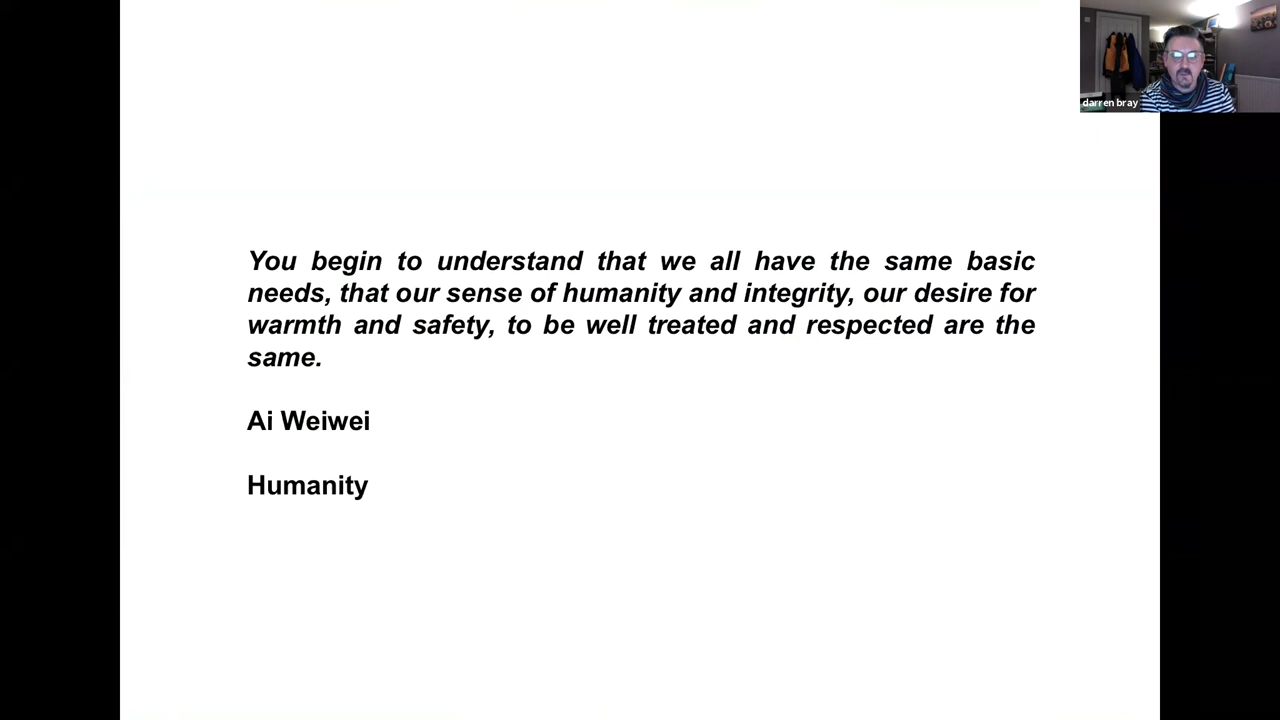 darren bray
You begin to understand that we all have the same basic
needs, that our sense of humanity and integrity, our desire for
warmth and safety, to be well treated and respected are the
same.
Ai Weiwei
Humanity